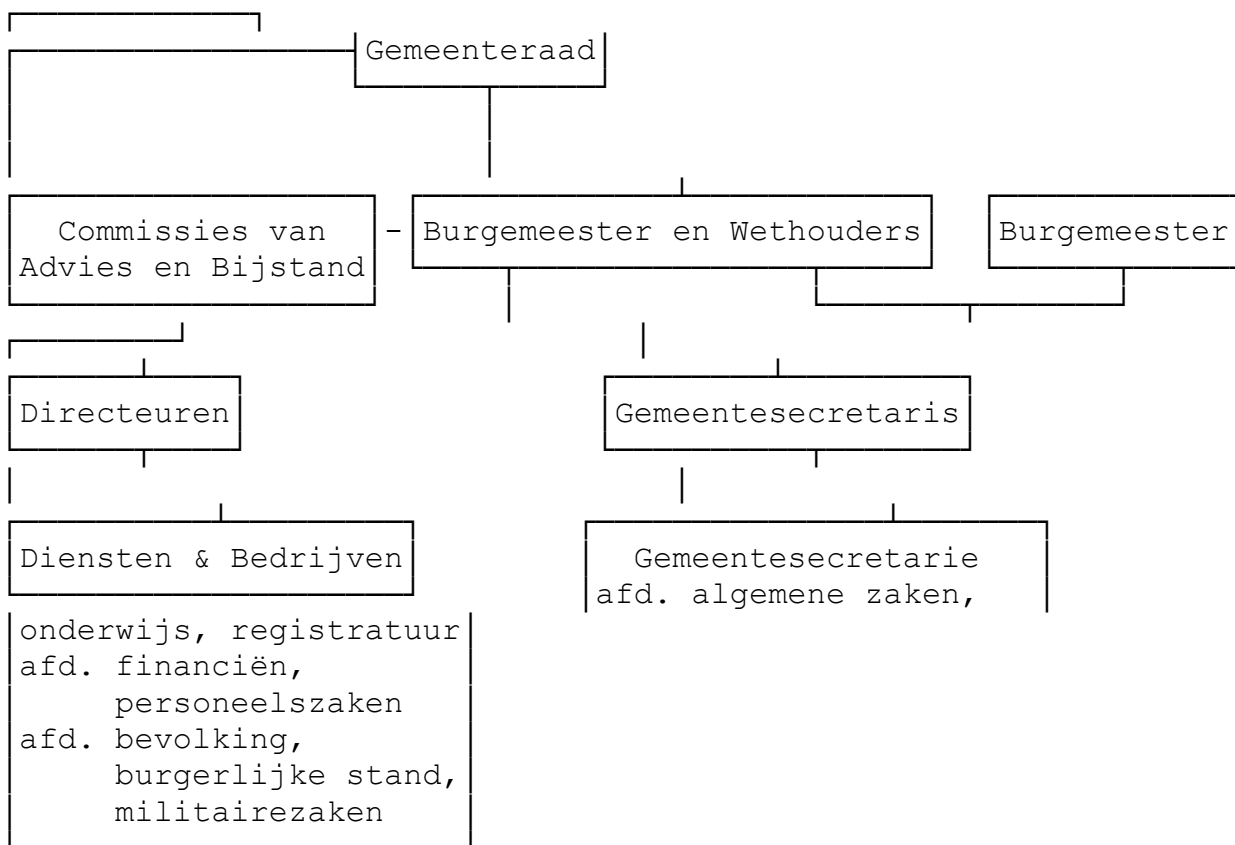 Gemeenteraad
Commissies van - Burgemeester en Wethouders Burgemeester
Advies en Bijstand
Directeuren Gemeentesecretaris
Diensten & Bedrijven Gemeentesecretarie
afd. algemene zaken,
onderwijs, registratuur
afd. financiën,
personeelszaken
afd. bevolking,
burgerlijke stand,
militairezaken